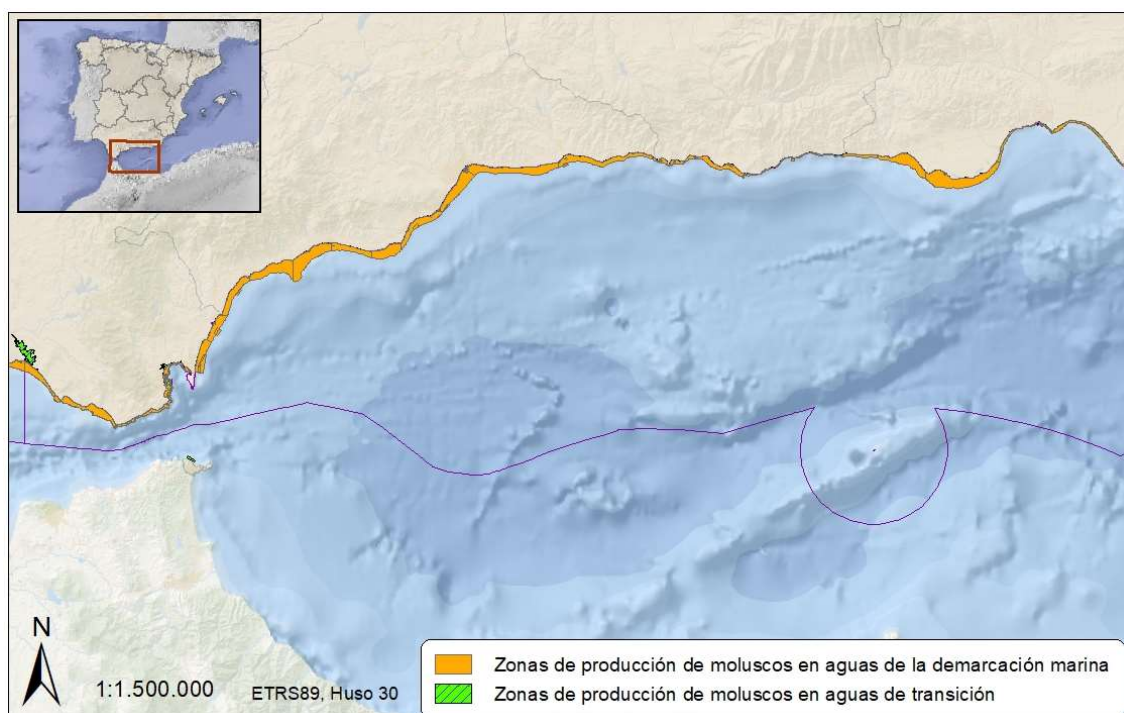 N
1:1.500.000
ETRS89, Huso 30
Zonas de producción de moluscos en aguas de la demarcación marina
Zonas de producción de moluscos en aguas de transición